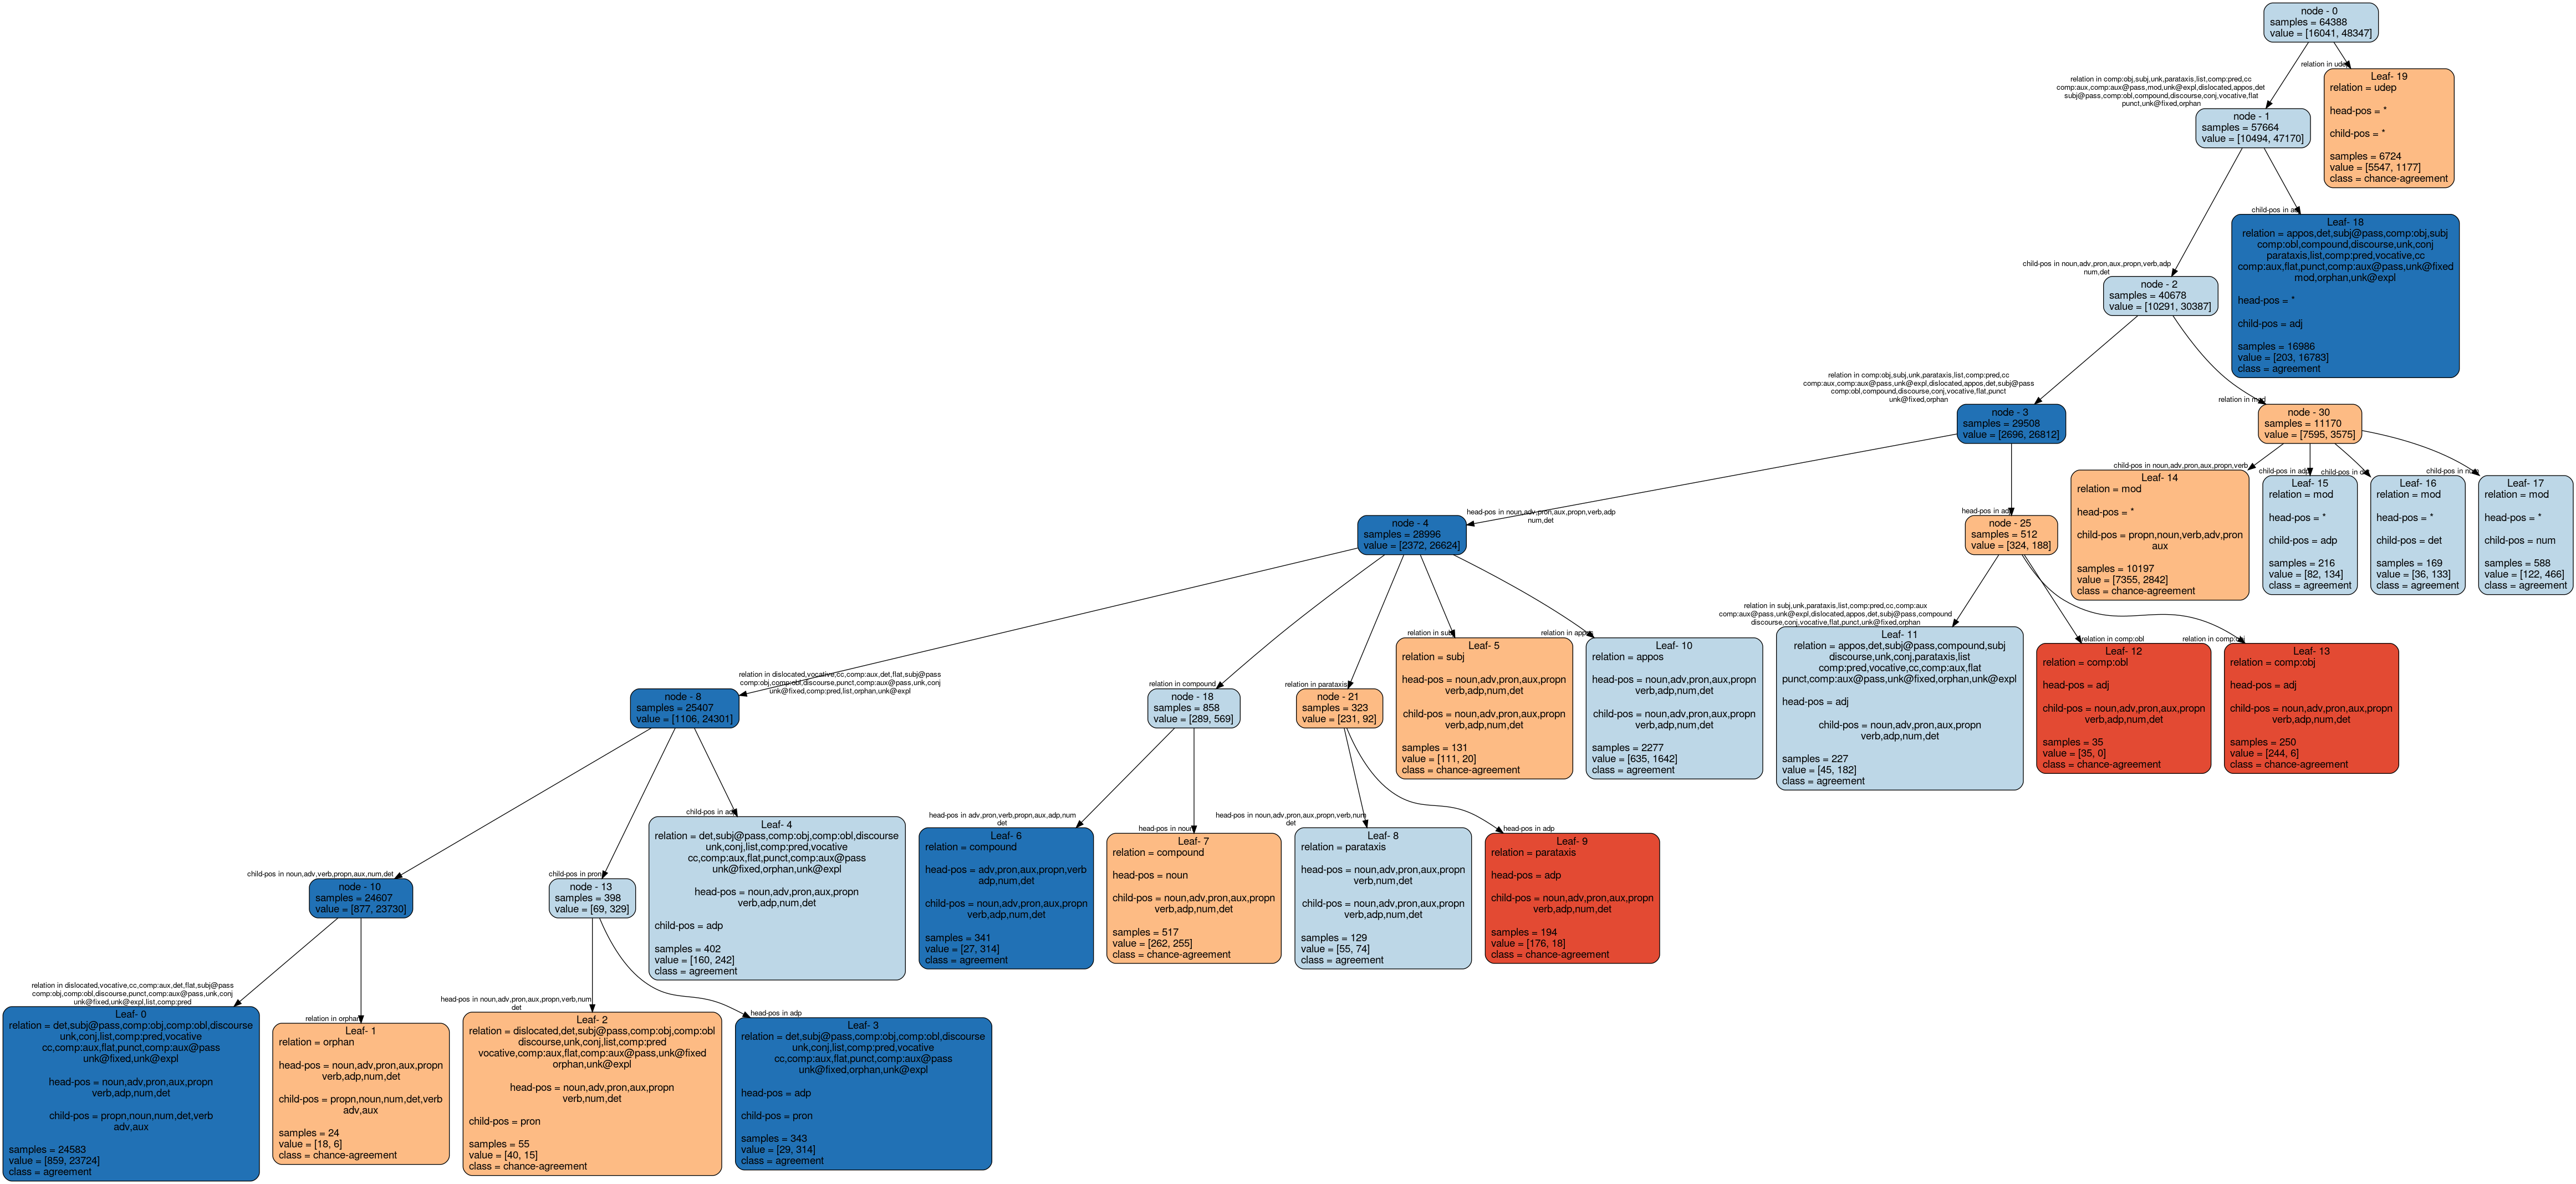 node - 0
samples = 64388
value = [16041, 48347]
relation in
Leaf- 19
relation = udep
head-pos = *
child-pos = *
samples = 6724
value = [5547, 1177]
class = chance-agreement
relation in comp:obj,subj,unk,parataxis,list,comp:pred,cc
comp:aux,comp:aux@pass,mod,unk@expl,dislocated,appos,det
subj@pass,comp:obl,compound,discourse,conj,vocative,flat
punct,unk@fixed,orphan
node - 1
samples = 57664
value = [10494, 47170]
child-pos in
Leaf- 18
relation = appos,det,subj@pass,comp:obj,subj
comp:obl,compound,discourse,unk,conj
parataxis,list,comp:pred,vocative,cc
comp:aux,flat,punct,comp:aux@pass,unk@fixed
mod,orphan,unk@expl
head-pos = *
child-pos = adj
samples = 16986
value = [203, 16783]
class = agreement
child-pos in noun,adv,pron,aux,propn,verb,adp
num,det
node - 2
samples = 40678
value = [10291, 30387]
relation in comp:obj,subj,unk,parataxis,list,comp:pred,cc
comp:aux,comp:aux@pass,unk@expl,dislocated,appos,det,subj@pass
comp:obl,compound,discourse,conj,vocative,flat,punct
unk@fixed,orphan
node - 3
samples = 29508
value = [2696, 26812]
relation in
node - 30
samples = 11170
value = [7595, 3575]
head-pos in noun,adv,pron,aux,propn,verb,adp
num,det
node - 4
samples = 28996
value = [2372, 26624]
head-pos in
node - 25
samples = 512
value = [324, 188]
child-pos in noun,adv,pron,aux,propn,verb
Leaf- 14
relation = mod
head-pos = *
child-pos = propn,noun,verb,adv,pron
aux
samples = 10197
value = [7355, 2842]
class = chance-agreement
child-pos in
Leaf- 15
relation = mod
head-pos = *
child-pos = adp
samples = 216
value = [82, 134]
class = agreement
child-pos in
Leaf- 16
relation = mod
head-pos = *
child-pos = det
samples = 169
value = [36, 133]
class = agreement
child-pos in
Leaf- 17
relation = mod
head-pos = *
child-pos = num
samples = 588
value = [122, 466]
class = agreement
relation in dislocated,vocative,cc,comp:aux,det,flat,subj@pass
comp:obj,comp:obl,discourse,punct,comp:aux@pass,unk,conj
unk@fixed,comp:pred,list,orphan,unk@expl
node - 8
samples = 25407
value = [1106, 24301]
relation in compound
node - 18
samples = 858
value = [289, 569]
relation in parataxis
node - 21
samples = 323
value = [231, 92]
relation in
Leaf- 5
relation = subj
head-pos = noun,adv,pron,aux,propn
verb,adp,num,det
child-pos = noun,adv,pron,aux,propn
verb,adp,num,det
samples = 131
value = [111, 20]
class = chance-agreement
relation in
Leaf- 10
relation = appos
head-pos = noun,adv,pron,aux,propn
verb,adp,num,det
child-pos = noun,adv,pron,aux,propn
verb,adp,num,det
samples = 2277
value = [635, 1642]
class = agreement
relation in subj,unk,parataxis,list,comp:pred,cc,comp:aux
comp:aux@pass,unk@expl,dislocated,appos,det,subj@pass,compound
discourse,conj,vocative,flat,punct,unk@fixed,orphan
Leaf- 11
relation = appos,det,subj@pass,compound,subj
discourse,unk,conj,parataxis,list
comp:pred,vocative,cc,comp:aux,flat
punct,comp:aux@pass,unk@fixed,orphan,unk@expl
head-pos = adj
child-pos = noun,adv,pron,aux,propn
verb,adp,num,det
samples = 227
value = [45, 182]
class = agreement
relation in comp:obl
Leaf- 12
relation = comp:obl
head-pos = adj
child-pos = noun,adv,pron,aux,propn
verb,adp,num,det
samples = 35
value = [35, 0]
class = chance-agreement
relation in
Leaf- 13
relation = comp:obj
head-pos = adj
child-pos = noun,adv,pron,aux,propn
verb,adp,num,det
samples = 250
value = [244, 6]
class = chance-agreement
child-pos in noun,adv,verb,propn,aux,num,det
node - 10
samples = 24607
value = [877, 23730]
child-pos in pron
node - 13
samples = 398
value = [69, 329]
child-pos in
Leaf- 4
relation = det,subj@pass,comp:obj,comp:obl,discourse
unk,conj,list,comp:pred,vocative
cc,comp:aux,flat,punct,comp:aux@pass
unk@fixed,orphan,unk@expl
head-pos = noun,adv,pron,aux,propn
verb,adp,num,det
child-pos = adp
samples = 402
value = [160, 242]
class = agreement
head-pos in adv,pron,verb,propn,aux,adp,num
det
Leaf- 6
relation = compound
head-pos = adv,pron,aux,propn,verb
adp,num,det
child-pos = noun,adv,pron,aux,propn
verb,adp,num,det
samples = 341
value = [27, 314]
class = agreement
head-pos in noun
Leaf- 7
relation = compound
head-pos = noun
child-pos = noun,adv,pron,aux,propn
verb,adp,num,det
samples = 517
value = [262, 255]
class = chance-agreement
head-pos in noun,adv,pron,aux,propn,verb,num
det
Leaf- 8
relation = parataxis
head-pos = noun,adv,pron,aux,propn
verb,num,det
child-pos = noun,adv,pron,aux,propn
verb,adp,num,det
samples = 129
value = [55, 74]
class = agreement
head-pos in adp
Leaf- 9
relation = parataxis
head-pos = adp
child-pos = noun,adv,pron,aux,propn
verb,adp,num,det
samples = 194
value = [176, 18]
class = chance-agreement
relation in dislocated,vocative,cc,comp:aux,det,flat,subj@pass
comp:obj,comp:obl,discourse,punct,comp:aux@pass,unk,conj
unk@fixed,unk@expl,list,comp:pred
Leaf- 0
relation = det,subj@pass,comp:obj,comp:obl,discourse
unk,conj,list,comp:pred,vocative
cc,comp:aux,flat,punct,comp:aux@pass
unk@fixed,unk@expl
head-pos = noun,adv,pron,aux,propn
verb,adp,num,det
child-pos = propn,noun,num,det,verb
adv,aux
samples = 24583
value = [859, 23724]
class = agreement
relation in orphan
Leaf- 1
relation = orphan
head-pos = noun,adv,pron,aux,propn
verb,adp,num,det
child-pos = propn,noun,num,det,verb
adv,aux
samples = 24
value = [18, 6]
class = chance-agreement
head-pos in noun,adv,pron,aux,propn,verb,num
det
Leaf- 2
relation = dislocated,det,subj@pass,comp:obj,comp:obl
discourse,unk,conj,list,comp:pred
vocative,comp:aux,flat,comp:aux@pass,unk@fixed
orphan,unk@expl
head-pos = noun,adv,pron,aux,propn
verb,num,det
child-pos = pron
samples = 55
value = [40, 15]
class = chance-agreement
head-pos in adp
Leaf- 3
relation = det,subj@pass,comp:obj,comp:obl,discourse
unk,conj,list,comp:pred,vocative
cc,comp:aux,flat,punct,comp:aux@pass
unk@fixed,orphan,unk@expl
head-pos = adp
child-pos = pron
samples = 343
value = [29, 314]
class = agreement